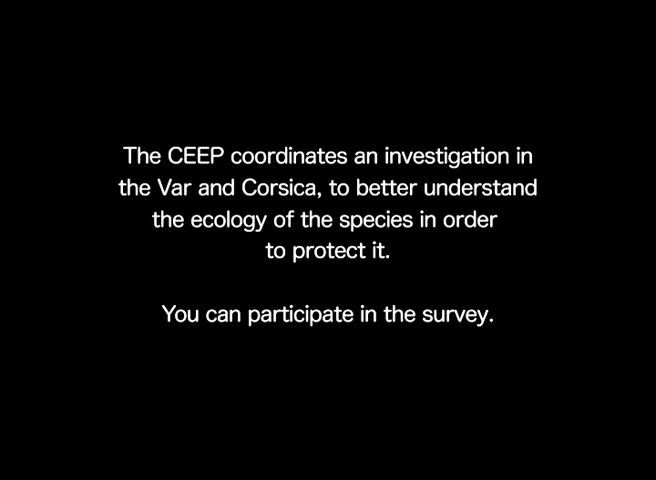 The CEEP coordinates an investigation in
the Var and Corsica, to better understand
the ecology of the species in order
to protect it.
You can participate in the survey.